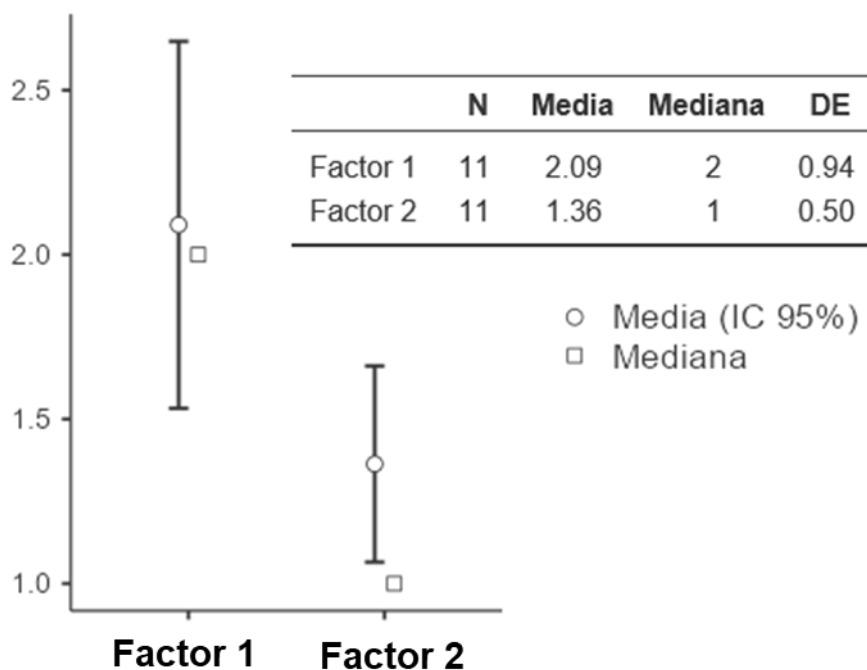 2.5
2.0
1.5
1.0
N Media Mediana DE
Factor 1 11 2.09 2 0.94
Factor 2 11 1.36 1 0.50
Media (IC 95%)
Mediana
Factor 1 Factor 2